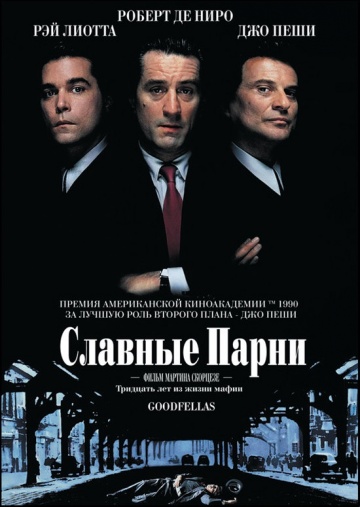 РОБЕРТ ДЕ НИРО
РЭЙ ЛИОТТА
ДЖО ПЕШИ
ПРЕМИЯ АМЕРИКАНСКОЙ КИНОАКАДЕМИИ ™ 1990
ЗА ЛУЧШУЮ РОЛЬ ВТОРОГО ПЛАНА - ДЖО ПЕШИ
Славные Парни
— ФИЛЬМ МАРТИНА СКОРЦЕЗЕ —
Тридцать лет из жизни мафии
GOODFELLAS